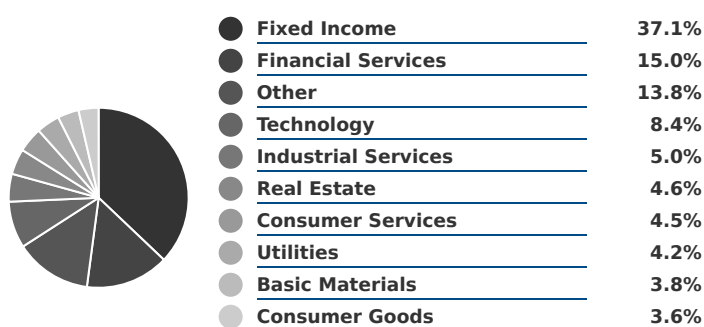 Fixed Income 37.1%
Financial Services 15.0%
Other 13.8%
Technology 8.4%
Industrial Services 5.0%
Real Estate 4.6%
Consumer Services 4.5%
Utilities 4.2%
Basic Materials 3.8%
Consumer Goods 3.6%